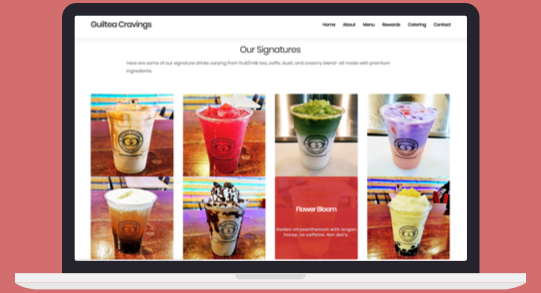 Guiltea Cravings
Home About Menu Rewards Catering Contact
Our Signatures
Here are some of our signature drinks varying from fruit/milk tea, coffe, slush, and creamy blend- all made with premium
ingredients.
Flower Bloom
Golden chrysanthemum with longan
honey, no caffeine. Non dairy.